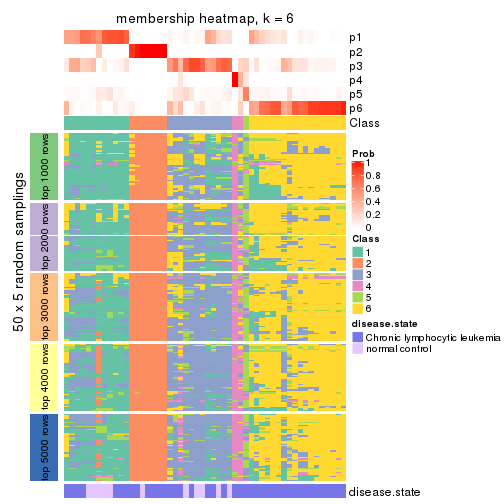 membership heatmap, k = 6
p1
p2
p3
p4
p5
p6
Class
50 x 5 random samplings
top 1000 rows
top 2000 rows
top 3000 rows
top 4000 rows
top 5000 rows
Prob
1
0.8
0.6
0.4
0.2
0
Class
1
2
3
4
5
6
disease.state
Chronic lymphocytic leukemia
normal control
disease.state